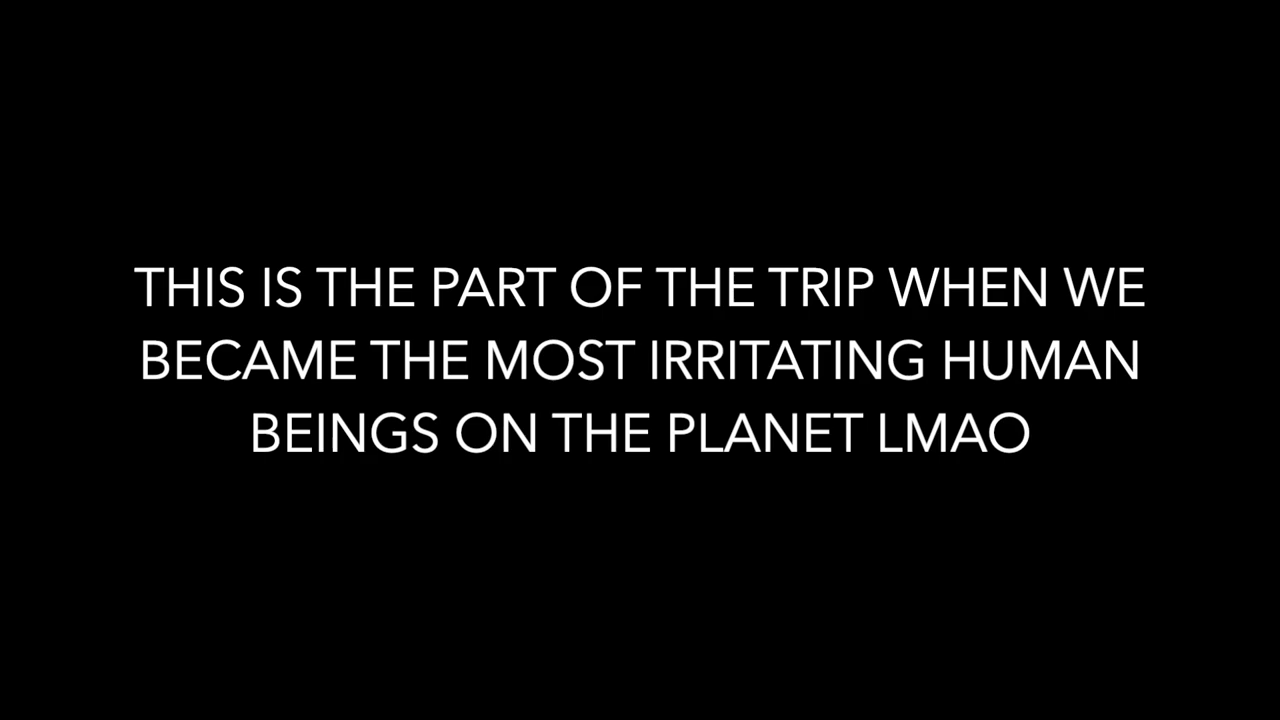 THIS IS THE PART OF THE TRIP WHEN WE
BECAME THE MOST IRRITATING HUMAN
BEINGS ON THE PLANET LMAO